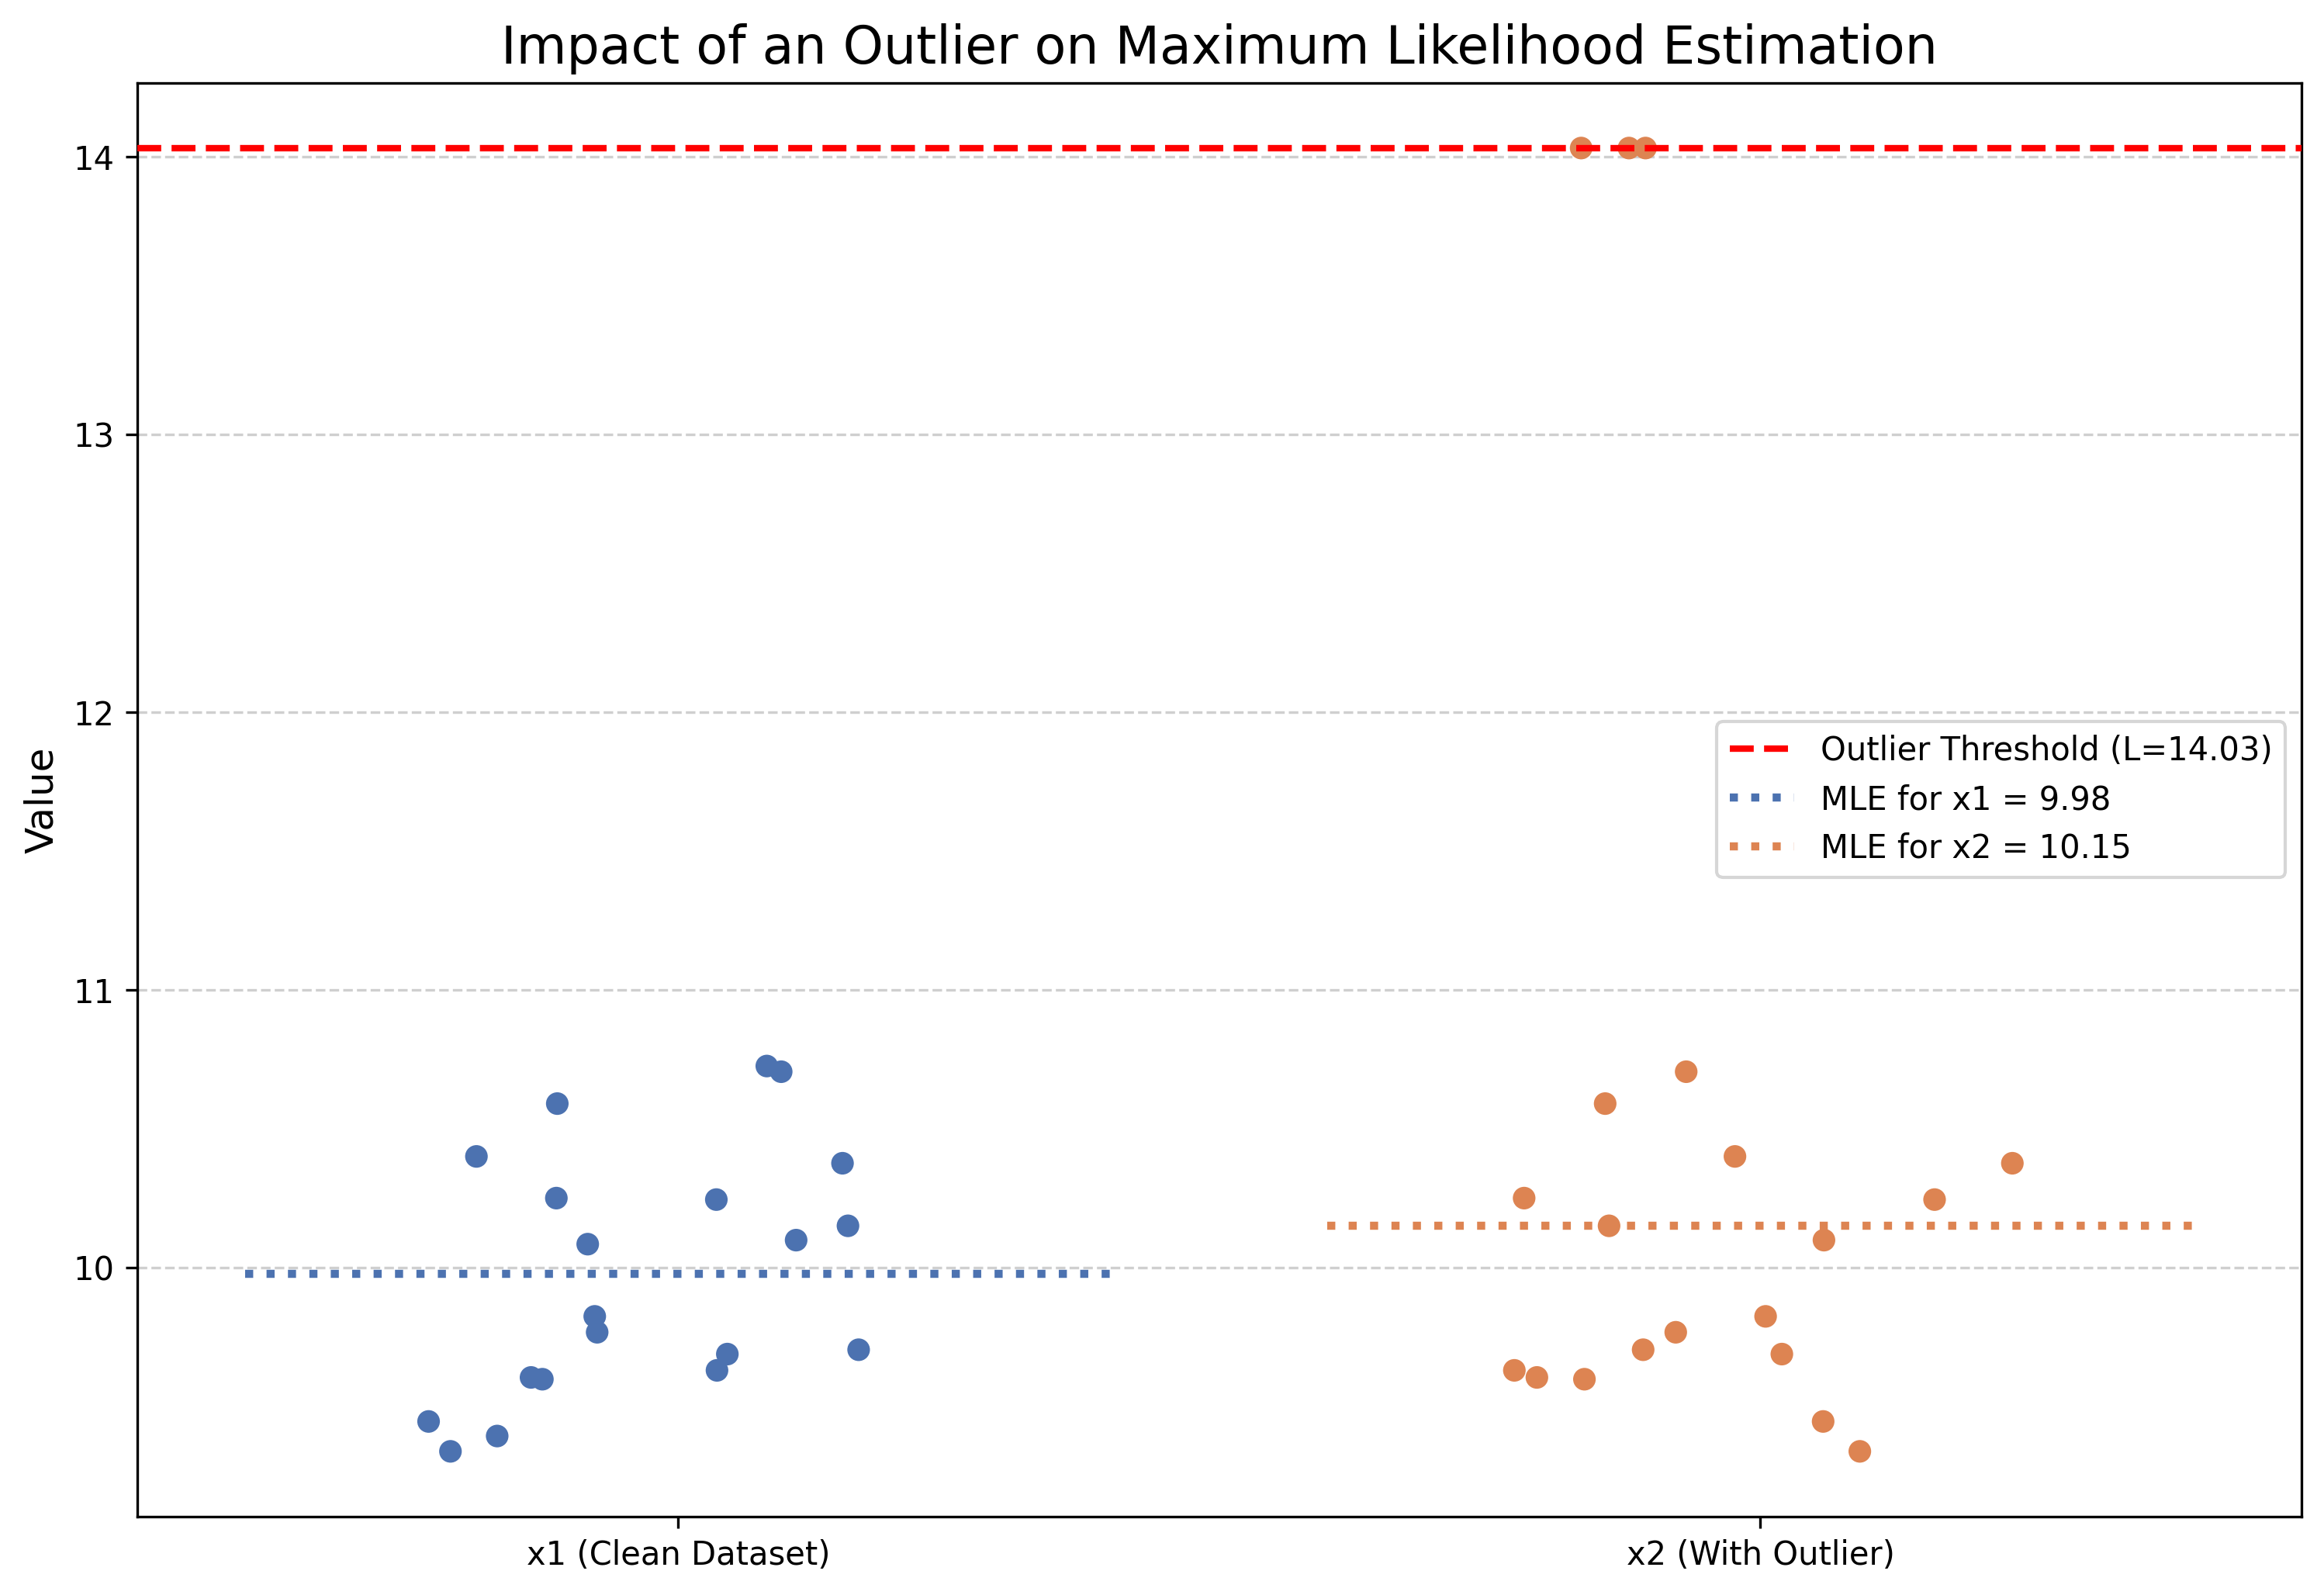 Impact of an Outlier on Maximum Likelihood Estimation
Value
14
13
12
11
10
Outlier Threshold (L=14.03)
MLE for x1 = 9.98
MLE for x2 = 10.15
x1 (Clean Dataset)
x2 (With Outlier)